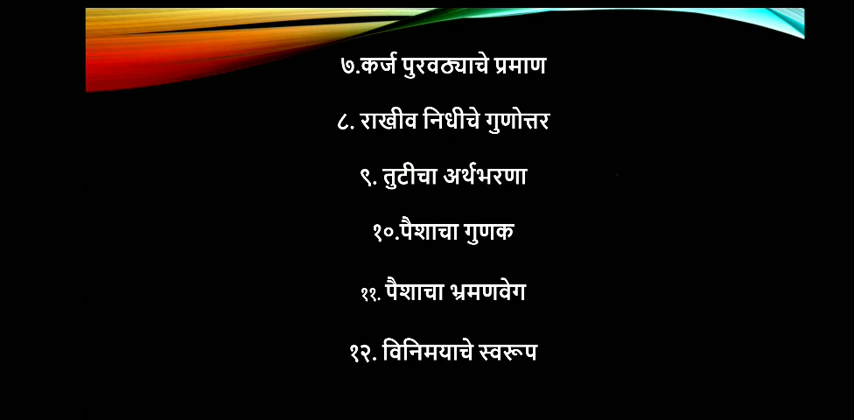 ७.कर्ज पुरवठ्याचे प्रमाण
८. राखीव निधीचे गुणोत्तर
९. तुटीचा अर्थभरणा
१०.पैशाचा गुणक
११. पैशाचा भ्रमणवेग
१२. विनिमयाचे स्वरूप